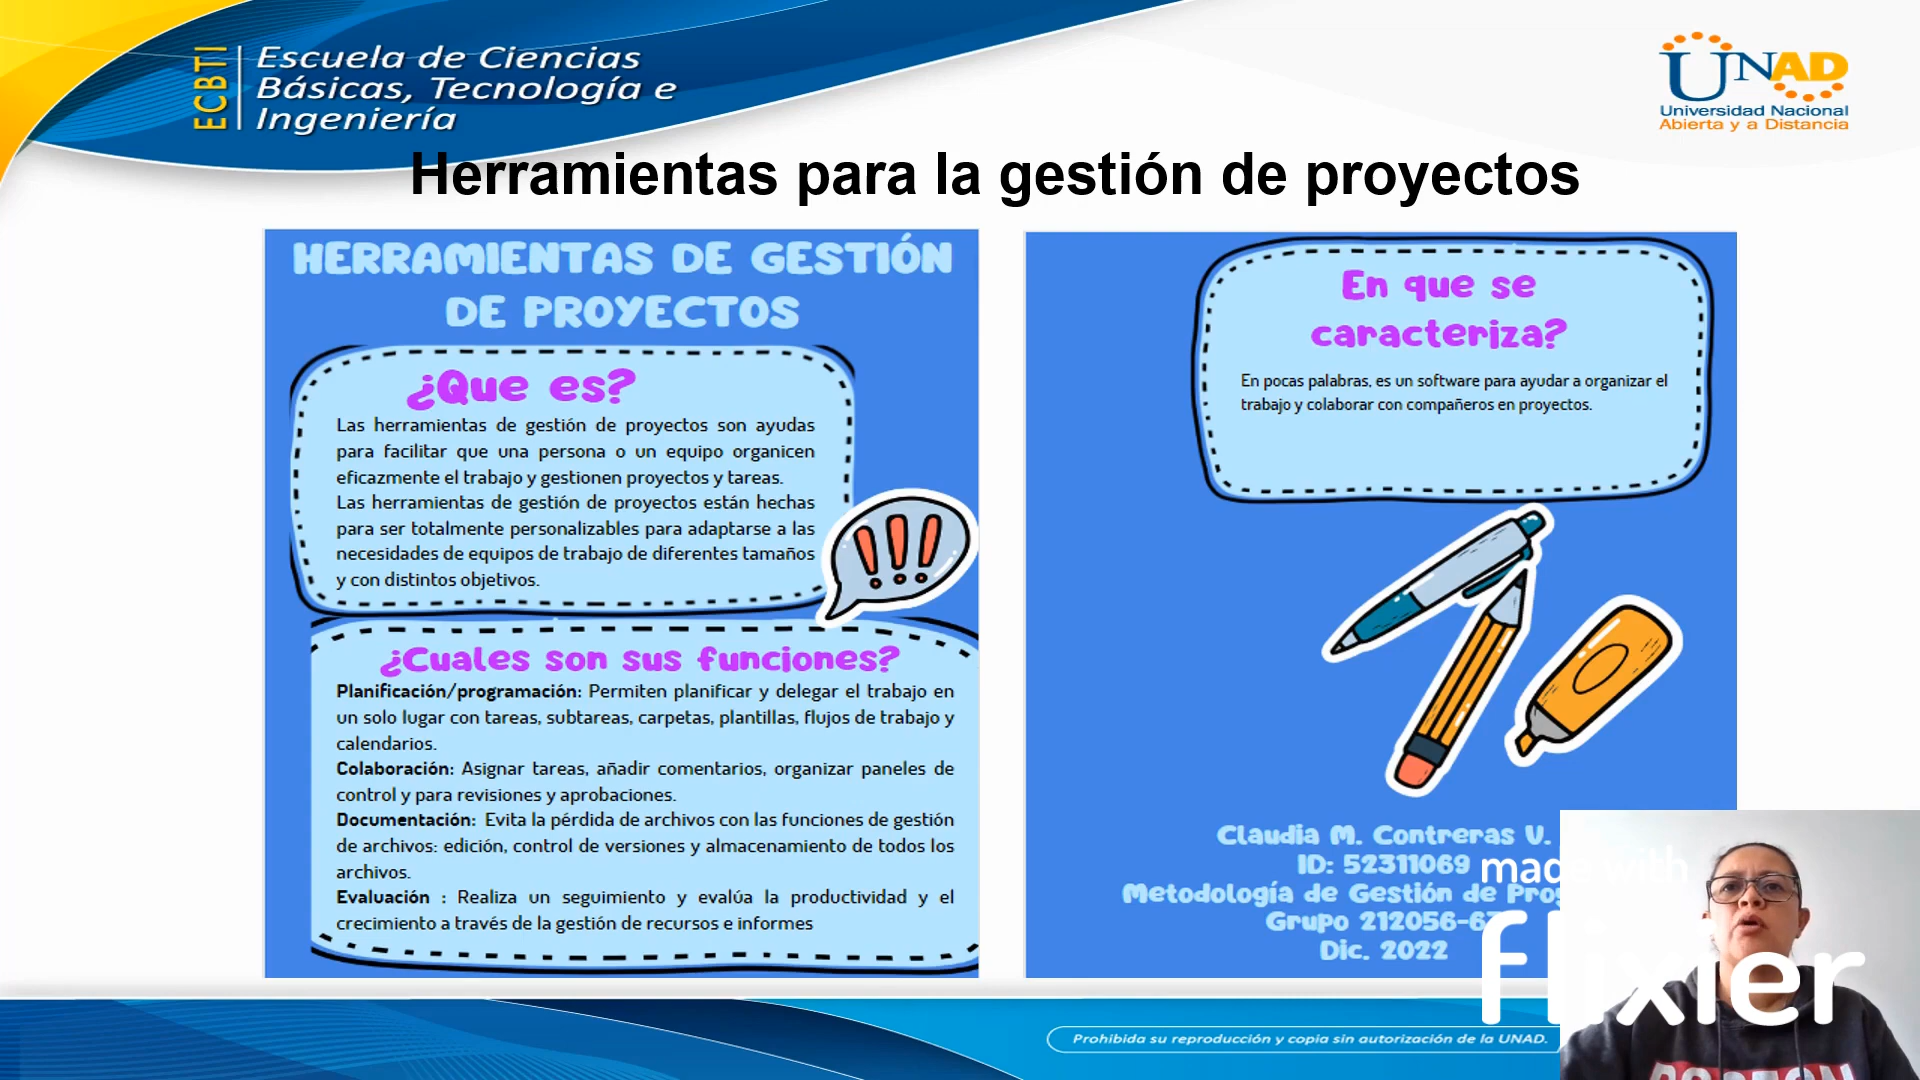 ECBTI
Escuela de Ciencias
Básicas, Tecnología e
Ingeniería
UNAD
Universidad Nacional
Abierta y a Distancia
Herramientas para la gestión de proyectos
HERRAMIENTAS DE GESTIÓN
DE PROYECTOS
¿Que es?
Las herramientas de gestión de proyectos son ayudas
para facilitar que una persona o un equipo organicen
eficazmente el trabajo y gestionen proyectos y tareas.
Las herramientas de gestión de proyectos están hechas
para ser totalmente personalizables para adaptarse a las
necesidades de equipos de trabajo de diferentes tamaños
y con distintos objetivos.
!!!
¿Cuales son sus funciones?
Planificación/programación: Permiten planificar y delegar el trabajo en
un solo lugar con tareas, subtareas, carpetas, plantillas, flujos de trabajo y
calendarios.
Colaboración: Asignar tareas, añadir comentarios, organizar paneles de
control y para revisiones y aprobaciones.
Documentación: Evita la pérdida de archivos con las funciones de gestión
de archivos: edición, control de versiones y almacenamiento de todos los
archivos.
Evaluación : Realiza un seguimiento y evalúa la productividad y el
crecimiento a través de la gestión de recursos e informes
En que se
caracteriza?
En pocas palabras, es un software para ayudar a organizar el
trabajo y colaborar con compañeros en proyectos.
Claudia M. Contreras V.
ID: 52311069
Metodología de Gestión de
Grupo
Dic. 2022
made with
flixier
Prohibida su reproducción y copia sin autorización de la UNAD.